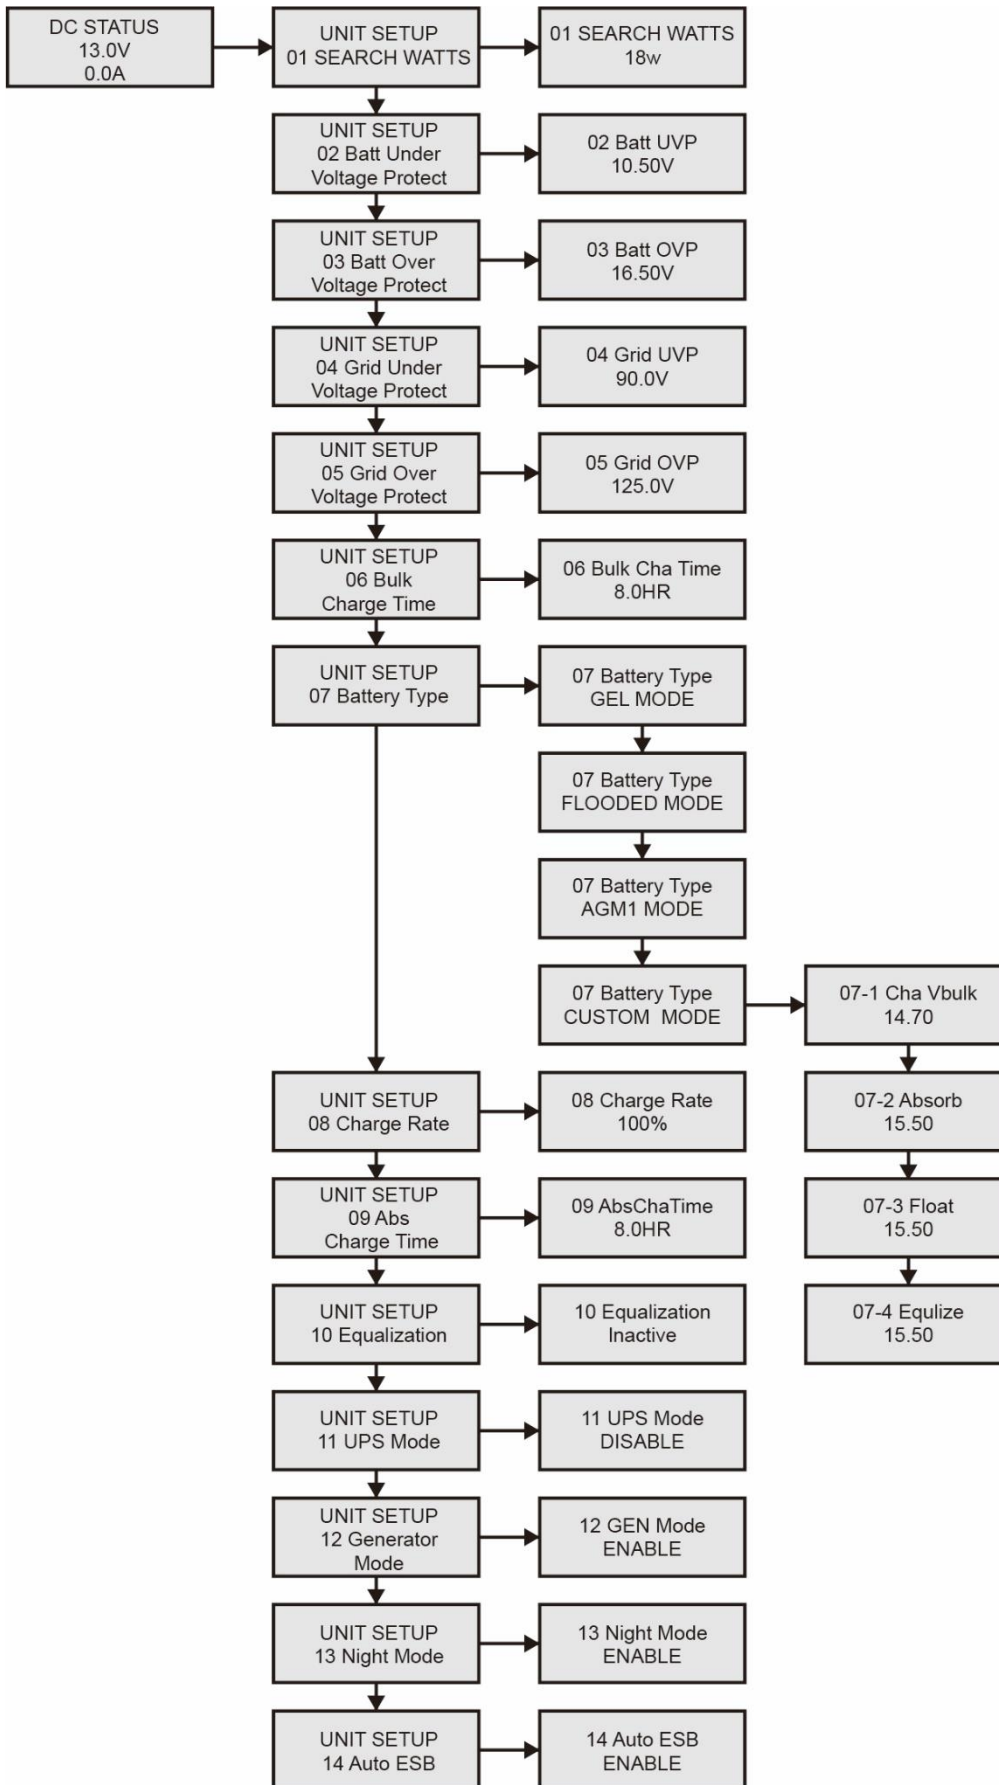 DC STATUS
13.0V
0.0A
UNIT SETUP
01 SEARCH WATTS
01 SEARCH WATTS
18w
UNIT SETUP
02 Batt Under
Voltage Protect
02 Batt UVP
10.50V
UNIT SETUP
03 Batt Over
Voltage Protect
03 Batt OVP
16.50V
UNIT SETUP
04 Grid Under
Voltage Protect
04 Grid UVP
90.0V
UNIT SETUP
05 Grid Over
Voltage Protect
05 Grid OVP
125.0V
UNIT SETUP
06 Bulk
Charge Time
06 Bulk Cha Time
8.0HR
UNIT SETUP
07 Battery Type
07 Battery Type
GEL MODE
07 Battery Type
FLOODED MODE
07 Battery Type
AGM1 MODE
07 Battery Type
CUSTOM MODE
07-1 Cha Vbulk
14.70
07-2 Absorb
15.50
07-3 Float
15.50
07-4 Equlize
15.50
UNIT SETUP
08 Charge Rate
08 Charge Rate
100%
UNIT SETUP
09 Abs
Charge Time
09 AbsChaTime
8.0HR
UNIT SETUP
10 Equalization
10 Equalization
Inactive
UNIT SETUP
11 UPS Mode
11 UPS Mode
DISABLE
UNIT SETUP
12 Generator
Mode
12 GEN Mode
ENABLE
UNIT SETUP
13 Night Mode
13 Night Mode
ENABLE
UNIT SETUP
14 Auto ESB
14 Auto ESB
ENABLE